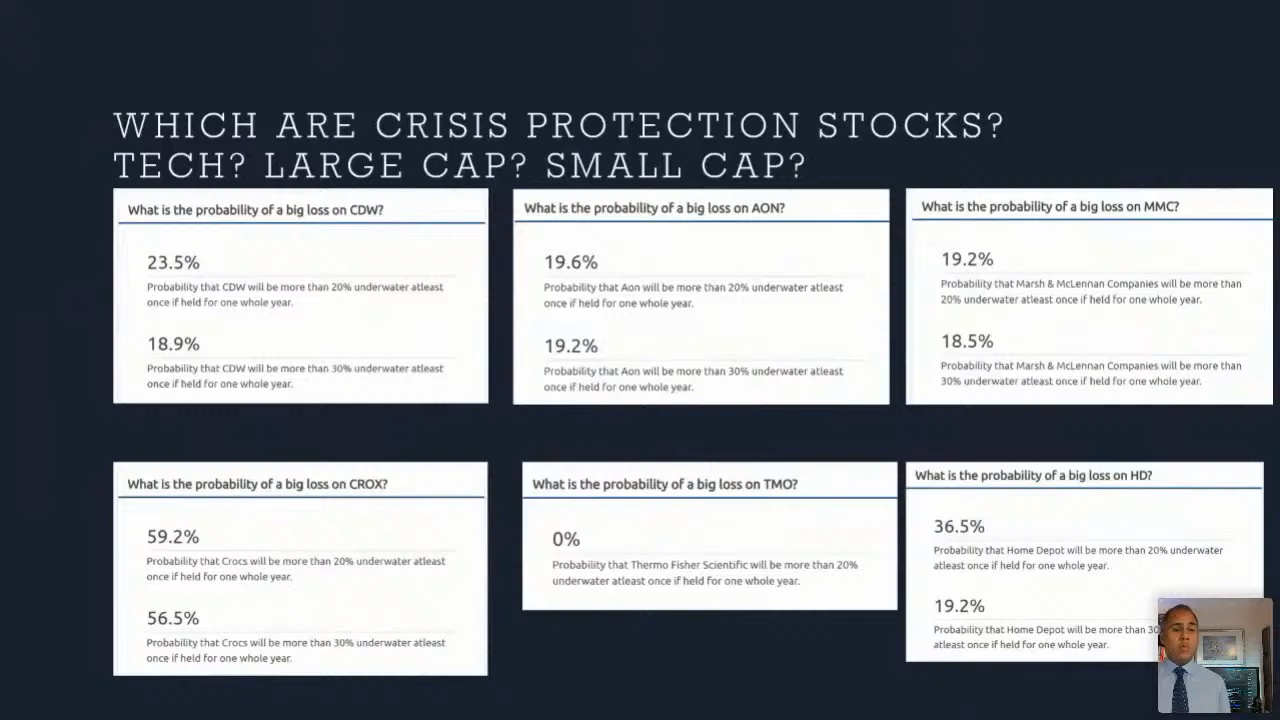 WHICH ARE CRISIS PROTECTION STOCKS?
TECH? LARGE CAP? SMALL CAP?
What is the probability of a big loss on CDW?
23.5%
Probability that CDW will be more than 20% underwater atleast
once if held for one whole year.
18.9%
Probability that CDW will be more than 30% underwater atleast
once if held for one whole year.
What is the probability of a big loss on AON?
19.6%
Probability that Aon will be more than 20% underwater atleast
once if held for one whole year.
19.2%
Probability that Aon will be more than 30% underwater atleast
once if held for one whole year.
What is the probability of a big loss on MMC?
19.2%
Probability that Marsh & McLennan Companies will be more than
20% underwater atleast once if held for one whole year.
18.5%
Probability that Marsh & McLennan Companies will be more than
30% underwater atleast once if held for one whole year.
What is the probability of a big loss on CROX?
59.2%
Probability that Crocs will be more than 20% underwater atleast
once if held for one whole year.
56.5%
Probability that Crocs will be more than 30% underwater atleast
once if held for one whole year.
What is the probability of a big loss on TMO?
0%
Probability that Thermo Fisher Scientific will be more than 20%
underwater atleast once if held for one whole year.
What is the probability of a big loss on HD?
36.5%
Probability that Home Depot will be more than 20% underwater
atleast once if held for one whole year.
19.2%
Probability that Home Depot will be more than
atleast once if held for one whole year.